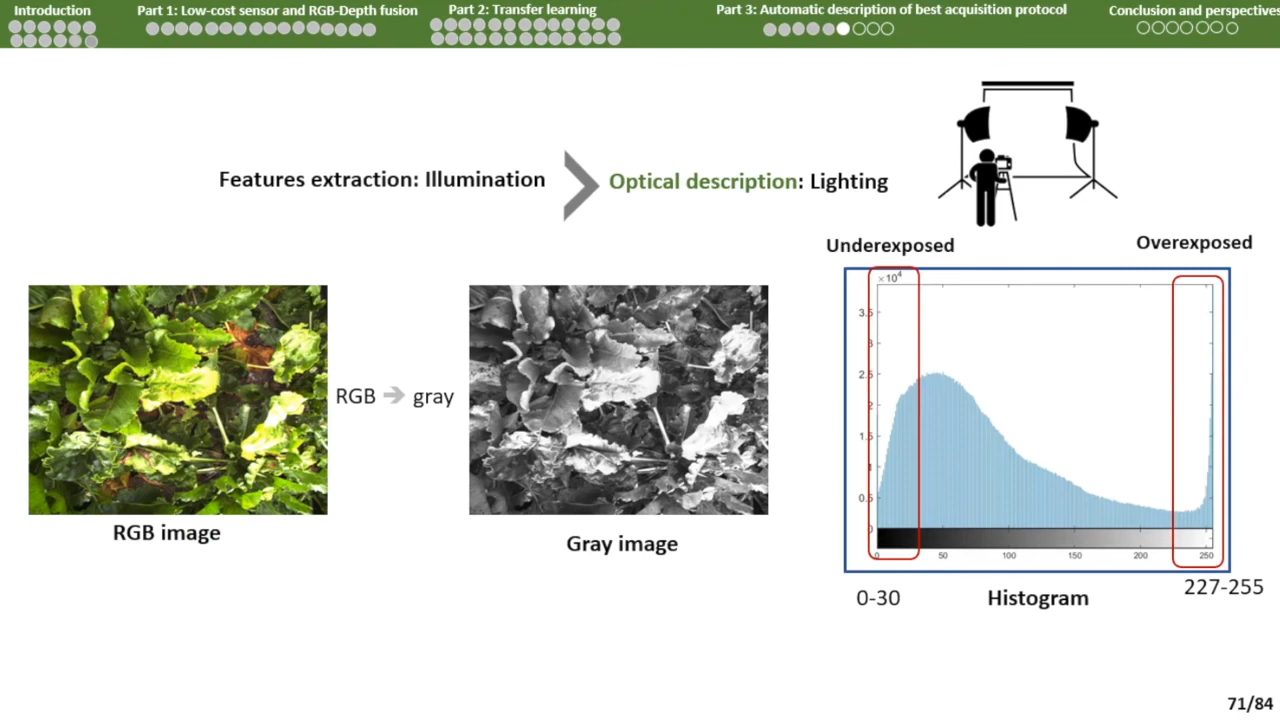 Introduction
Part 1: Low-cost sensor and RGB-Depth fusion
Part 2: Transfer learning
Part 3: Automatic description of best acquisition protocol
Conclusion and perspectives
Features extraction: Illumination
Optical description: Lighting
Underexposed
Overexposed
×10⁴
3.5
3
2.5
2
1.5
1
0.5
0
0 50 100 150 200 250
RGB gray
RGB image
Gray image
0-30
Histogram
227-255
71/84